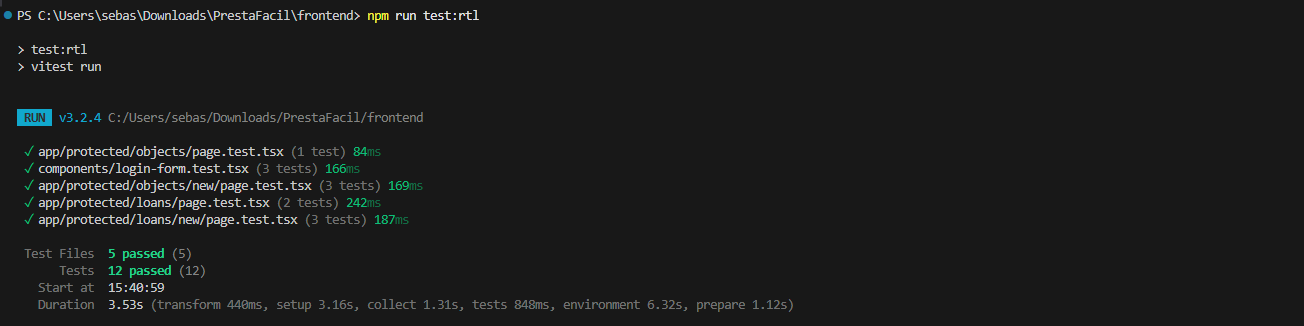 PS C:\Users\sebas\Downloads\PrestaFacil\frontend> npm run test:rtl
> test:rtl
> vitest run
RUN v3.2.4 C:/Users/sebas/Downloads/PrestaFacil/frontend
✓ app/protected/objects/page.test.tsx (1 test) 84ms
✓ components/login-form.test.tsx (3 tests) 166ms
✓ app/protected/objects/new/page.test.tsx (3 tests) 169ms
✓ app/protected/loans/page.test.tsx (2 tests) 242ms
✓ app/protected/loans/new/page.test.tsx (3 tests) 187ms
Test Files 5 passed (5)
Tests 12 passed (12)
Start at 15:40:59
Duration 3.53s (transform 440ms, setup 3.16s, collect 1.31s, tests 848ms, environment 6.32s, prepare 1.12s)